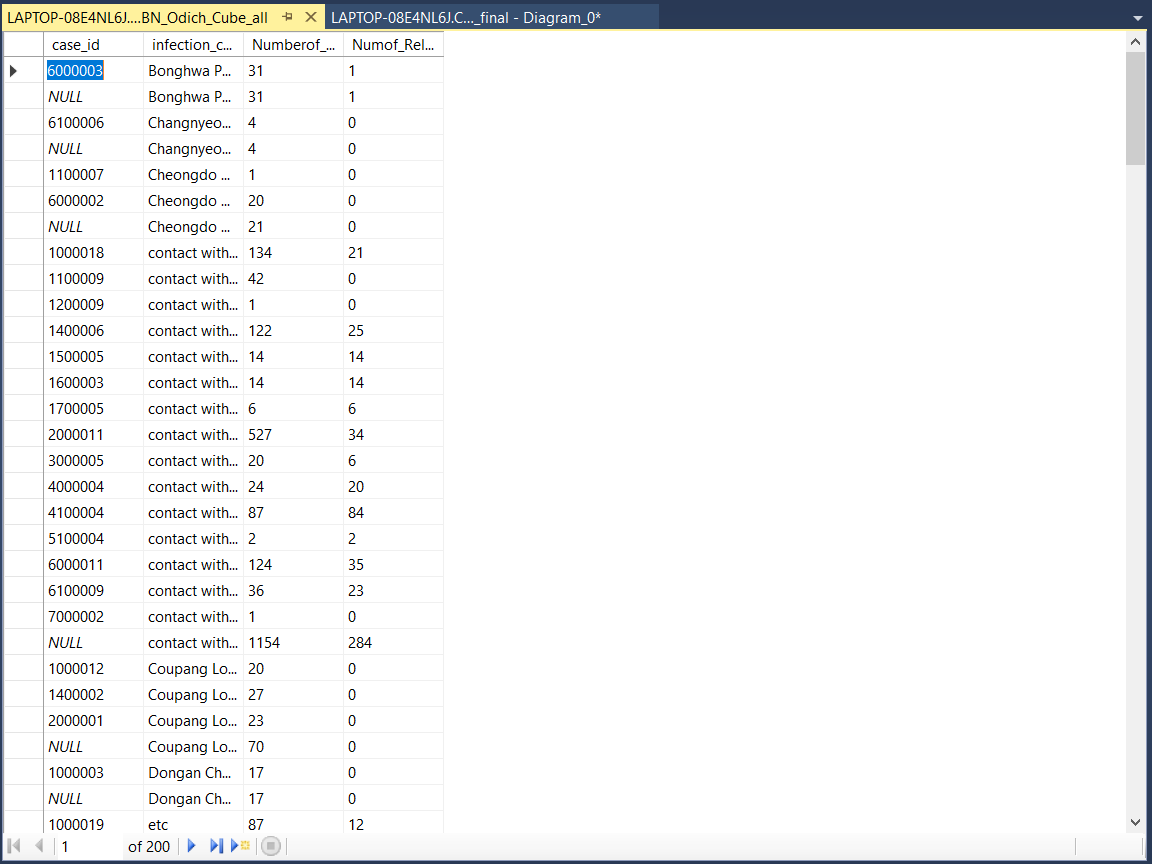 LAPTOP-08E4NL6J....BN_Odich_Cube_all LAPTOP-08E4NL6J.C..._final - Diagram_0*
case_id infection_c... Numberof_... Numof_Rel...
6000003 Bonghwa P... 31 1
NULL Bonghwa P... 31 1
6100006 Changnyeo... 4 0
NULL Changnyeo... 4 0
1100007 Cheongdo ... 1 0
6000002 Cheongdo ... 20 0
NULL Cheongdo ... 21 0
1000018 contact with... 134 21
1100009 contact with... 42 0
1200009 contact with... 1 0
1400006 contact with... 122 25
1500005 contact with... 14 14
1600003 contact with... 14 14
1700005 contact with... 6 6
2000011 contact with... 527 34
3000005 contact with... 20 6
4000004 contact with... 24 20
4100004 contact with... 87 84
5100004 contact with... 2 2
6000011 contact with... 124 35
6100009 contact with... 36 23
7000002 contact with... 1 0
NULL contact with... 1154 284
1000012 Coupang Lo... 20 0
1400002 Coupang Lo... 27 0
2000001 Coupang Lo... 23 0
NULL Coupang Lo... 70 0
1000003 Dongan Ch... 17 0
NULL Dongan Ch... 17 0
1000019 etc 87 12
1 of 200